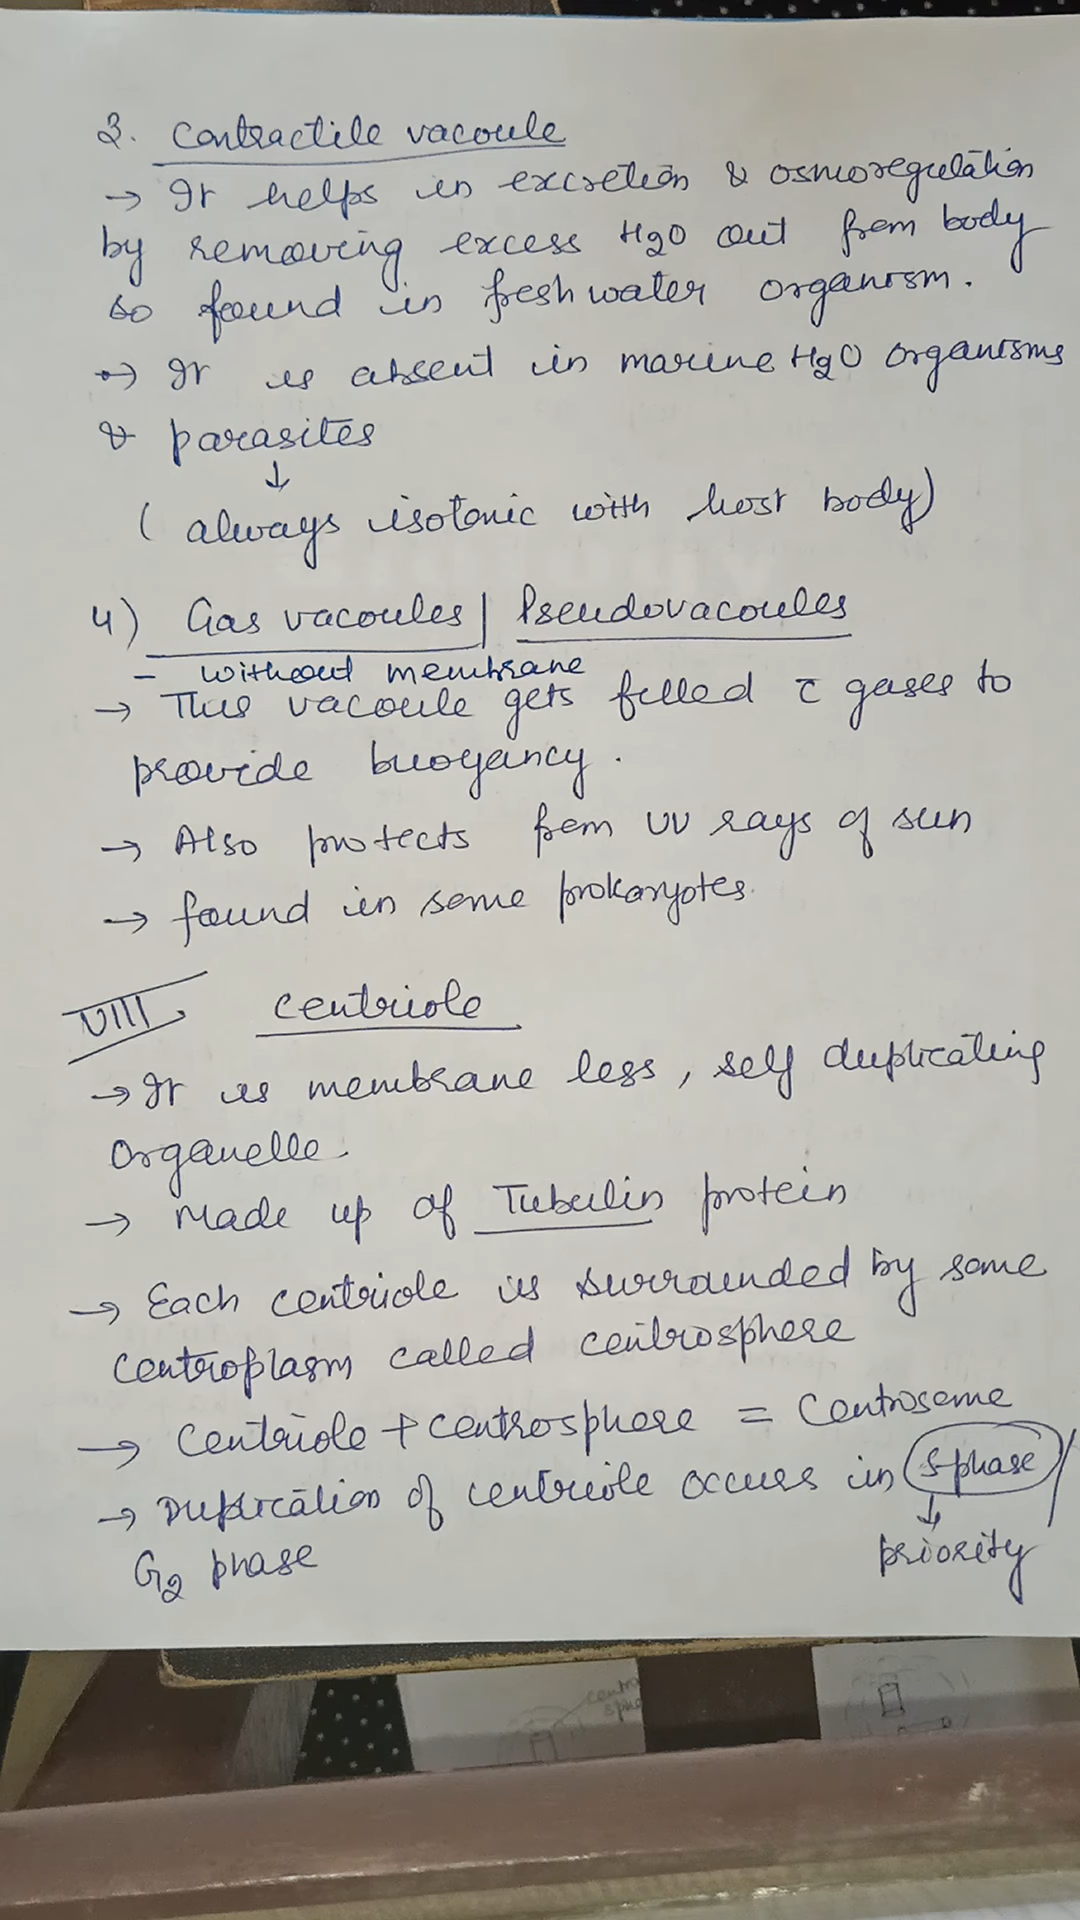 3. Contractile vacoule
→ It helps in excretion & osmoregulation
by removing excess H2O out from body
so found in freshwater organism.
→ It is absent in marine H2O organisms
& parasites
↓
(always isotonic with host body)
4) Gas vacoules | Pseudovacoules
- without membrane
→ This vacoule gets filled c̄ gases to
provide buoyancy.
→ Also protects from UV rays of sun
→ found in some prokaryotes.
VIII Centriole
→ It is membrane less, self duplicating
organelle.
→ Made up of Tubulin protein
→ Each centriole is surrounded by some
centroplasm called centrosphere
→ Centriole + centrosphere = Centrosome
→ Duplication of centriole occurs in S-phase /
↓
G2 phase priority
centro
sphe